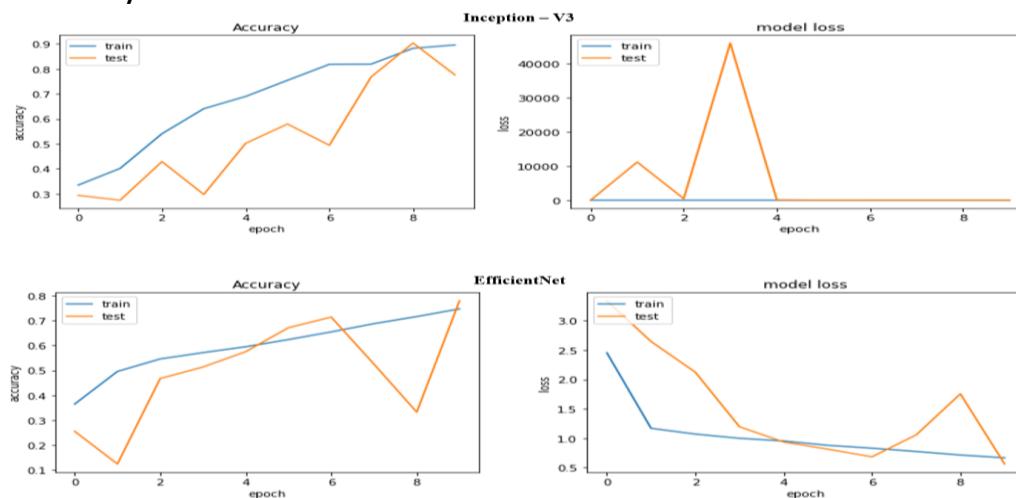 Inception – V3
Accuracy
train
test
0.9
0.8
0.7
0.6
0.5
0.4
0.3
accuracy
0 2 4 6 8
epoch
model loss
train
test
40000
30000
20000
10000
0
loss
0 2 4 6 8
epoch
EfficientNet
Accuracy
train
test
0.8
0.7
0.6
0.5
0.4
0.3
0.2
0.1
accuracy
0 2 4 6 8
epoch
model loss
train
test
3.0
2.5
2.0
1.5
1.0
0.5
loss
0 2 4 6 8
epoch